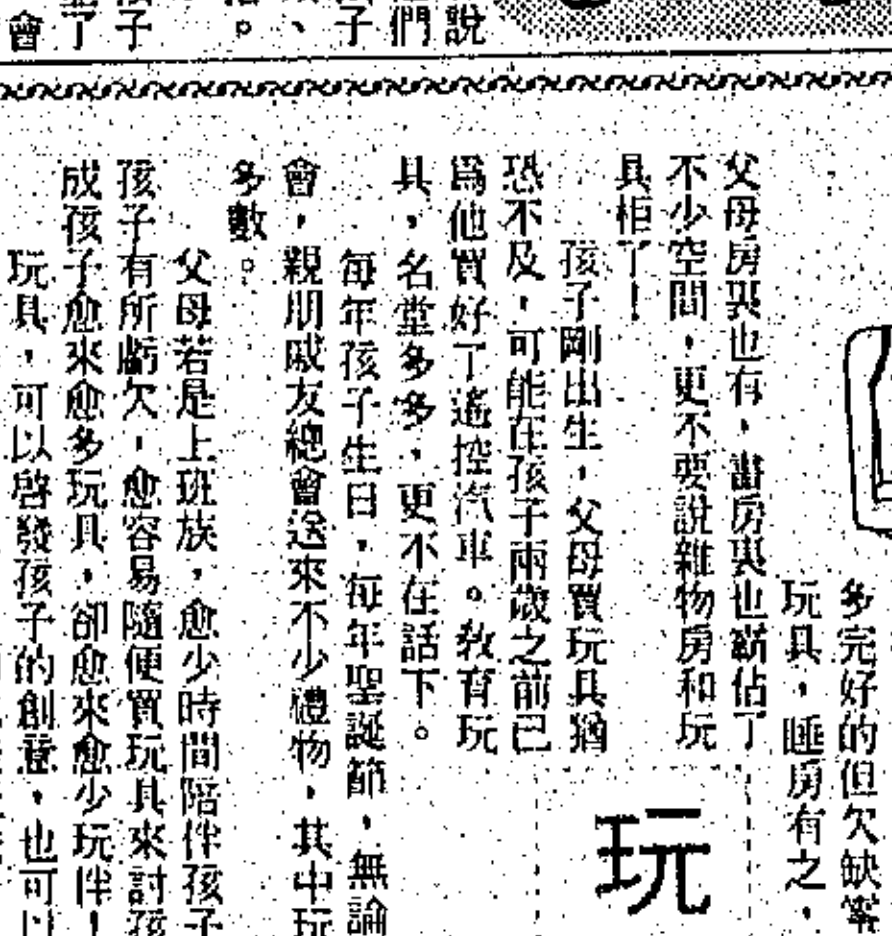 說
們
子
、
。
子
了
會
多完好的但欠缺
玩具，睡房有之，
父母房裏也有，書房裏也霸佔了
不少空間，更不要說雜物房和玩
具柜了！
玩
孩子剛出生，父母買玩具猶
恐不及，可能在孩子兩歲之前已
爲他買好了遙控汽車。教育玩
具，名堂多多，更不在話下。
每年孩子生日，每年聖誕節，無論
會，親朋戚友總會送來不少禮物，其中玩
多數。
父母若是上班族，愈少時間陪伴孩子
孩子有所虧欠，愈容易隨便買玩具來討孩
成孩子愈來愈多玩具，卻愈來愈少玩伴！
玩具，可以啓發孩子的創意，也可以